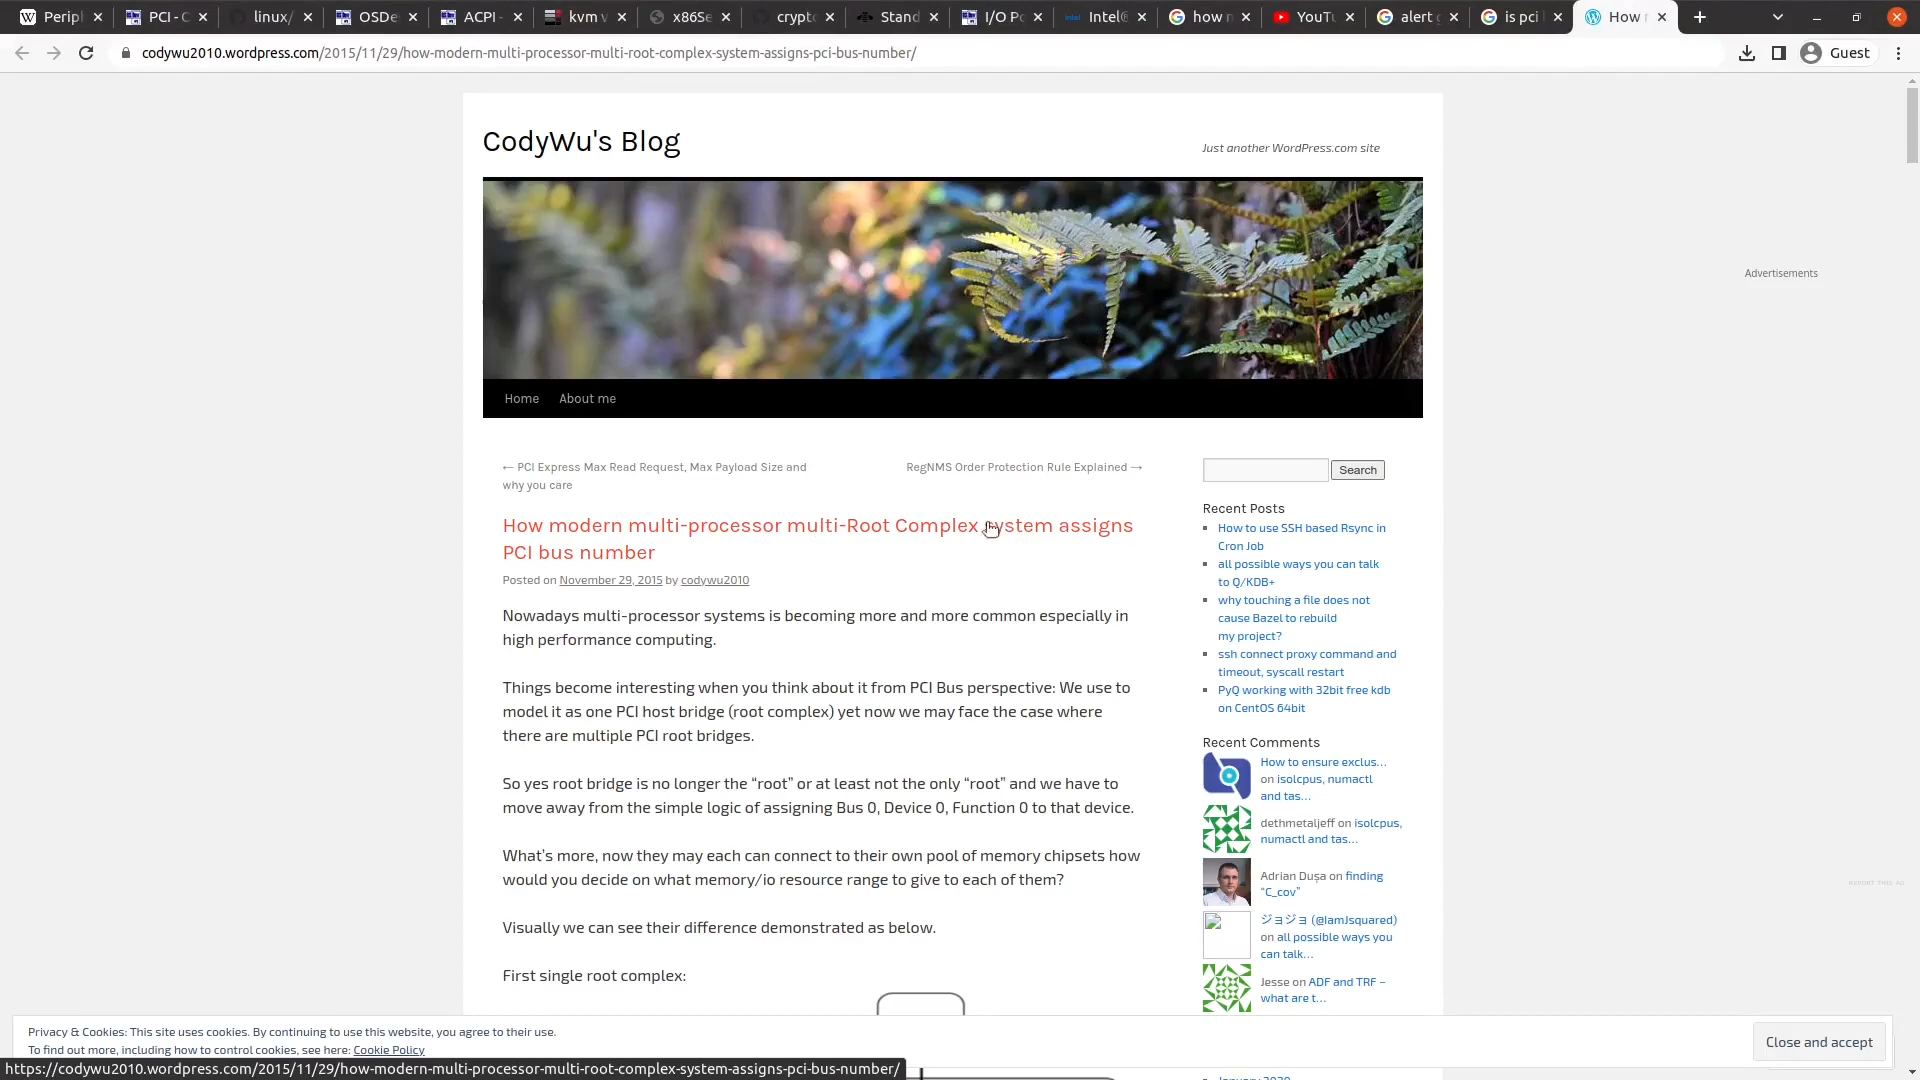 Peripl
PCI - C
linux/
OSDe
ACPI -
kvm v
x86Se
crypto
Stand
I/O Po
Intel®
how n
YouTu
alert g
is pci
How r
codywu2010.wordpress.com/2015/11/29/how-modern-multi-processor-multi-root-complex-system-assigns-pci-bus-number/
Guest
CodyWu's Blog
Just another WordPress.com site
Advertisements
Home
About me
← PCI Express Max Read Request, Max Payload Size and
why you care
RegNMS Order Protection Rule Explained →
Search
How modern multi-processor multi-Root Complex system assigns
PCI bus number
Posted on November 29, 2015 by codywu2010
Nowadays multi-processor systems is becoming more and more common especially in
high performance computing.
Things become interesting when you think about it from PCI Bus perspective: We use to
model it as one PCI host bridge (root complex) yet now we may face the case where
there are multiple PCI root bridges.
So yes root bridge is no longer the “root” or at least not the only “root” and we have to
move away from the simple logic of assigning Bus 0, Device 0, Function 0 to that device.
What’s more, now they may each can connect to their own pool of memory chipsets how
would you decide on what memory/io resource range to give to each of them?
Visually we can see their difference demonstrated as below.
First single root complex:
Recent Posts
How to use SSH based Rsync in
Cron Job
all possible ways you can talk
to Q/KDB+
why touching a file does not
cause Bazel to rebuild
my project?
ssh connect proxy command and
timeout, syscall restart
PyQ working with 32bit free kdb
on CentOS 64bit
Recent Comments
How to ensure exclus…
on isolcpus, numactl
and tas…
dethmetaljeff on isolcpus,
numactl and tas…
Adrian Dușa on finding
“C_cov”
ジョジョ (@IamJsquared)
on all possible ways you
can talk…
Jesse on ADF and TRF –
what are t…
REPORT THIS AD
Privacy & Cookies: This site uses cookies. By continuing to use this website, you agree to their use.
To find out more, including how to control cookies, see here: Cookie Policy
Close and accept
https://codywu2010.wordpress.com/2015/11/29/how-modern-multi-processor-multi-root-complex-system-assigns-pci-bus-number/